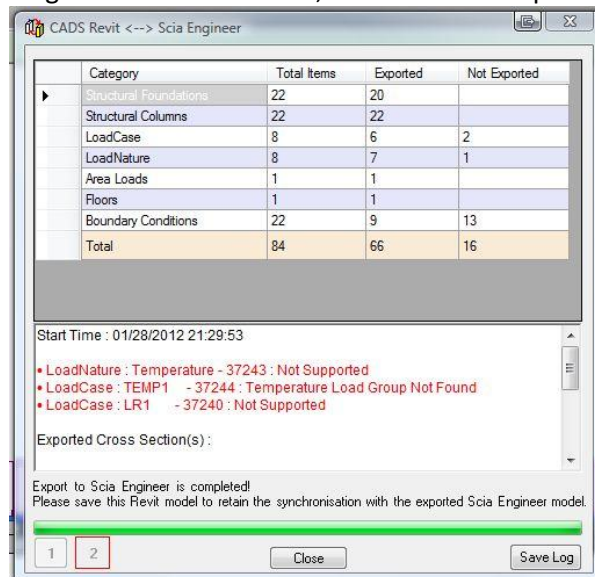 CADS Revit <--> Scia Engineer
Category Total Items Exported Not Exported
Structural Foundations 22 20
Structural Columns 22 22
LoadCase 8 6 2
LoadNature 8 7 1
Area Loads 1 1
Floors 1 1
Boundary Conditions 22 9 13
Total 84 66 16
Start Time : 01/28/2012 21:29:53
• LoadNature : Temperature - 37243 : Not Supported
• LoadCase : TEMP1 - 37244 : Temperature Load Group Not Found
• LoadCase : LR1 - 37240 : Not Supported
Exported Cross Section(s) :
Export to Scia Engineer is completed!
Please save this Revit model to retain the synchronisation with the exported Scia Engineer model.
1 2 Close Save Log